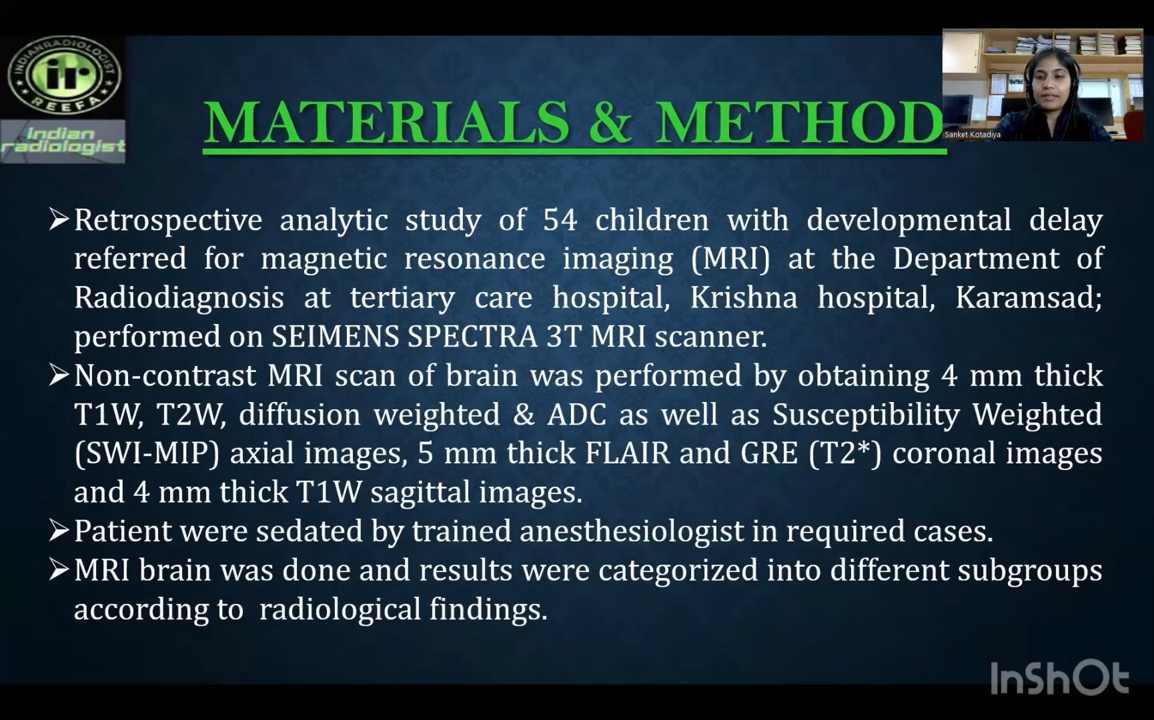 INDIANRADIOLOGIST
ir
REEFA
indian
radiologist
Sanket Kotadiya
MATERIALS & METHOD
➢Retrospective analytic study of 54 children with developmental delay
referred for magnetic resonance imaging (MRI) at the Department of
Radiodiagnosis at tertiary care hospital, Krishna hospital, Karamsad;
performed on SEIMENS SPECTRA 3T MRI scanner.
➢Non-contrast MRI scan of brain was performed by obtaining 4 mm thick
T1W, T2W, diffusion weighted & ADC as well as Susceptibility Weighted
(SWI-MIP) axial images, 5 mm thick FLAIR and GRE (T2*) coronal images
and 4 mm thick T1W sagittal images.
➢Patient were sedated by trained anesthesiologist in required cases.
➢MRI brain was done and results were categorized into different subgroups
according to radiological findings.
InShOt